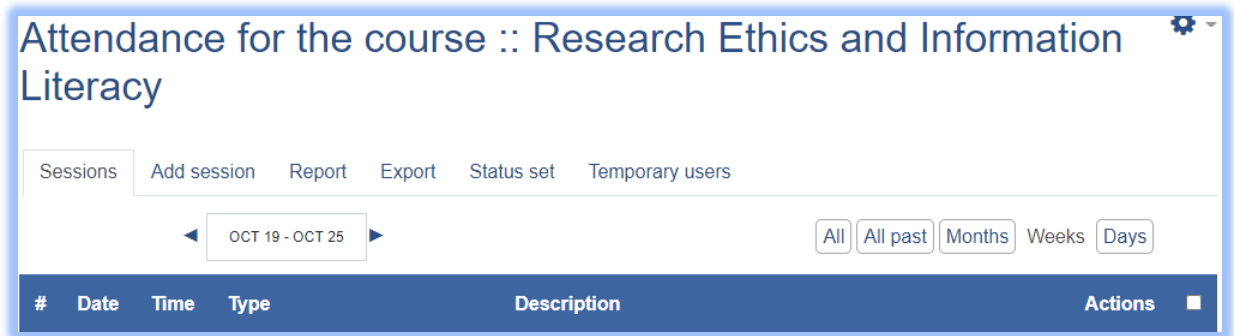 Attendance for the course :: Research Ethics and Information
Literacy
Sessions Add session Report Export Status set Temporary users
OCT 19 - OCT 25 All All past Months Weeks Days
# Date Time Type Description Actions